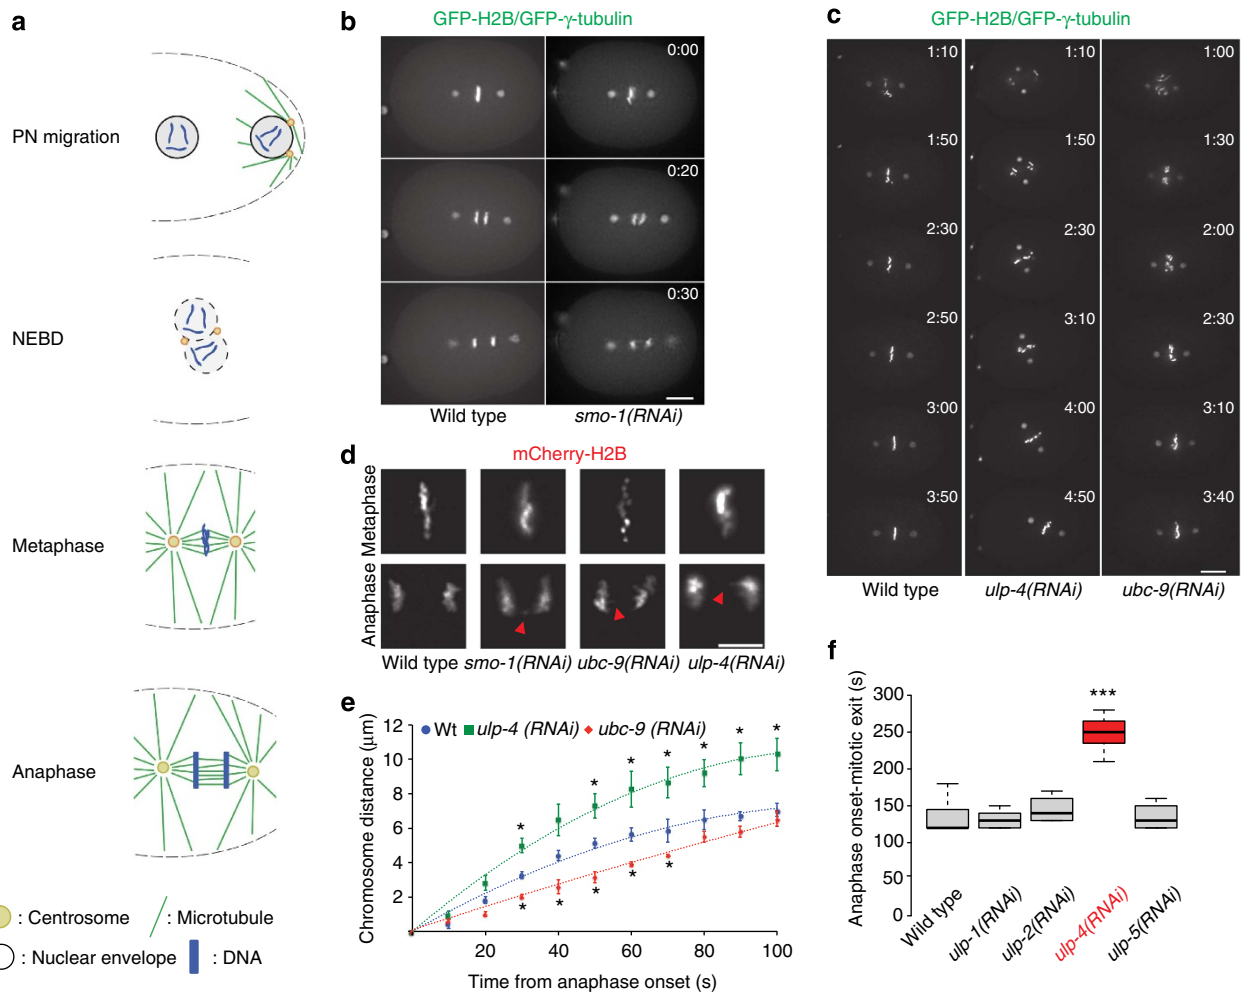 a
PN migration
NEBD
Metaphase
Anaphase
: Centrosome
: Microtubule
: Nuclear envelope
: DNA
b
GFP-H2B/GFP-γ-tubulin
0:00
0:20
0:30
Wild type
smo-1(RNAi)
c
GFP-H2B/GFP-γ-tubulin
1:10
1:10
1:00
1:50
1:50
1:30
2:30
2:30
2:00
2:50
3:10
2:30
3:00
4:00
3:10
3:50
4:50
3:40
Wild type
ulp-4(RNAi)
ubc-9(RNAi)
d
mCherry-H2B
Metaphase
Anaphase
Wild type
smo-1(RNAi)
ubc-9(RNAi)
ulp-4(RNAi)
e
Chromosome distance (μm)
12
10
8
6
4
2
Wt
ulp-4 (RNAi)
ubc-9 (RNAi)
* * * * * * *
* * * * *
20 40 60 80 100
Time from anaphase onset (s)
f
Anaphase onset-mitotic exit (s)
300
250
200
150
100
50
0
***
Wild type
ulp-1(RNAi)
ulp-2(RNAi)
ulp-4(RNAi)
ulp-5(RNAi)